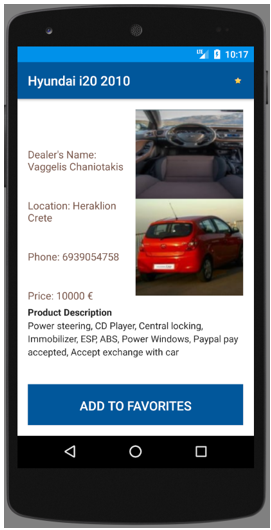 10:17
Hyundai i20 2010
Dealer's Name:
Vaggelis Chaniotakis
Location: Heraklion
Crete
Phone: 6939054758
Price: 10000 €
Product Description
Power steering, CD Player, Central locking,
Immobilizer, ESP, ABS, Power Windows, Paypal pay
accepted, Accept exchange with car
ADD TO FAVORITES